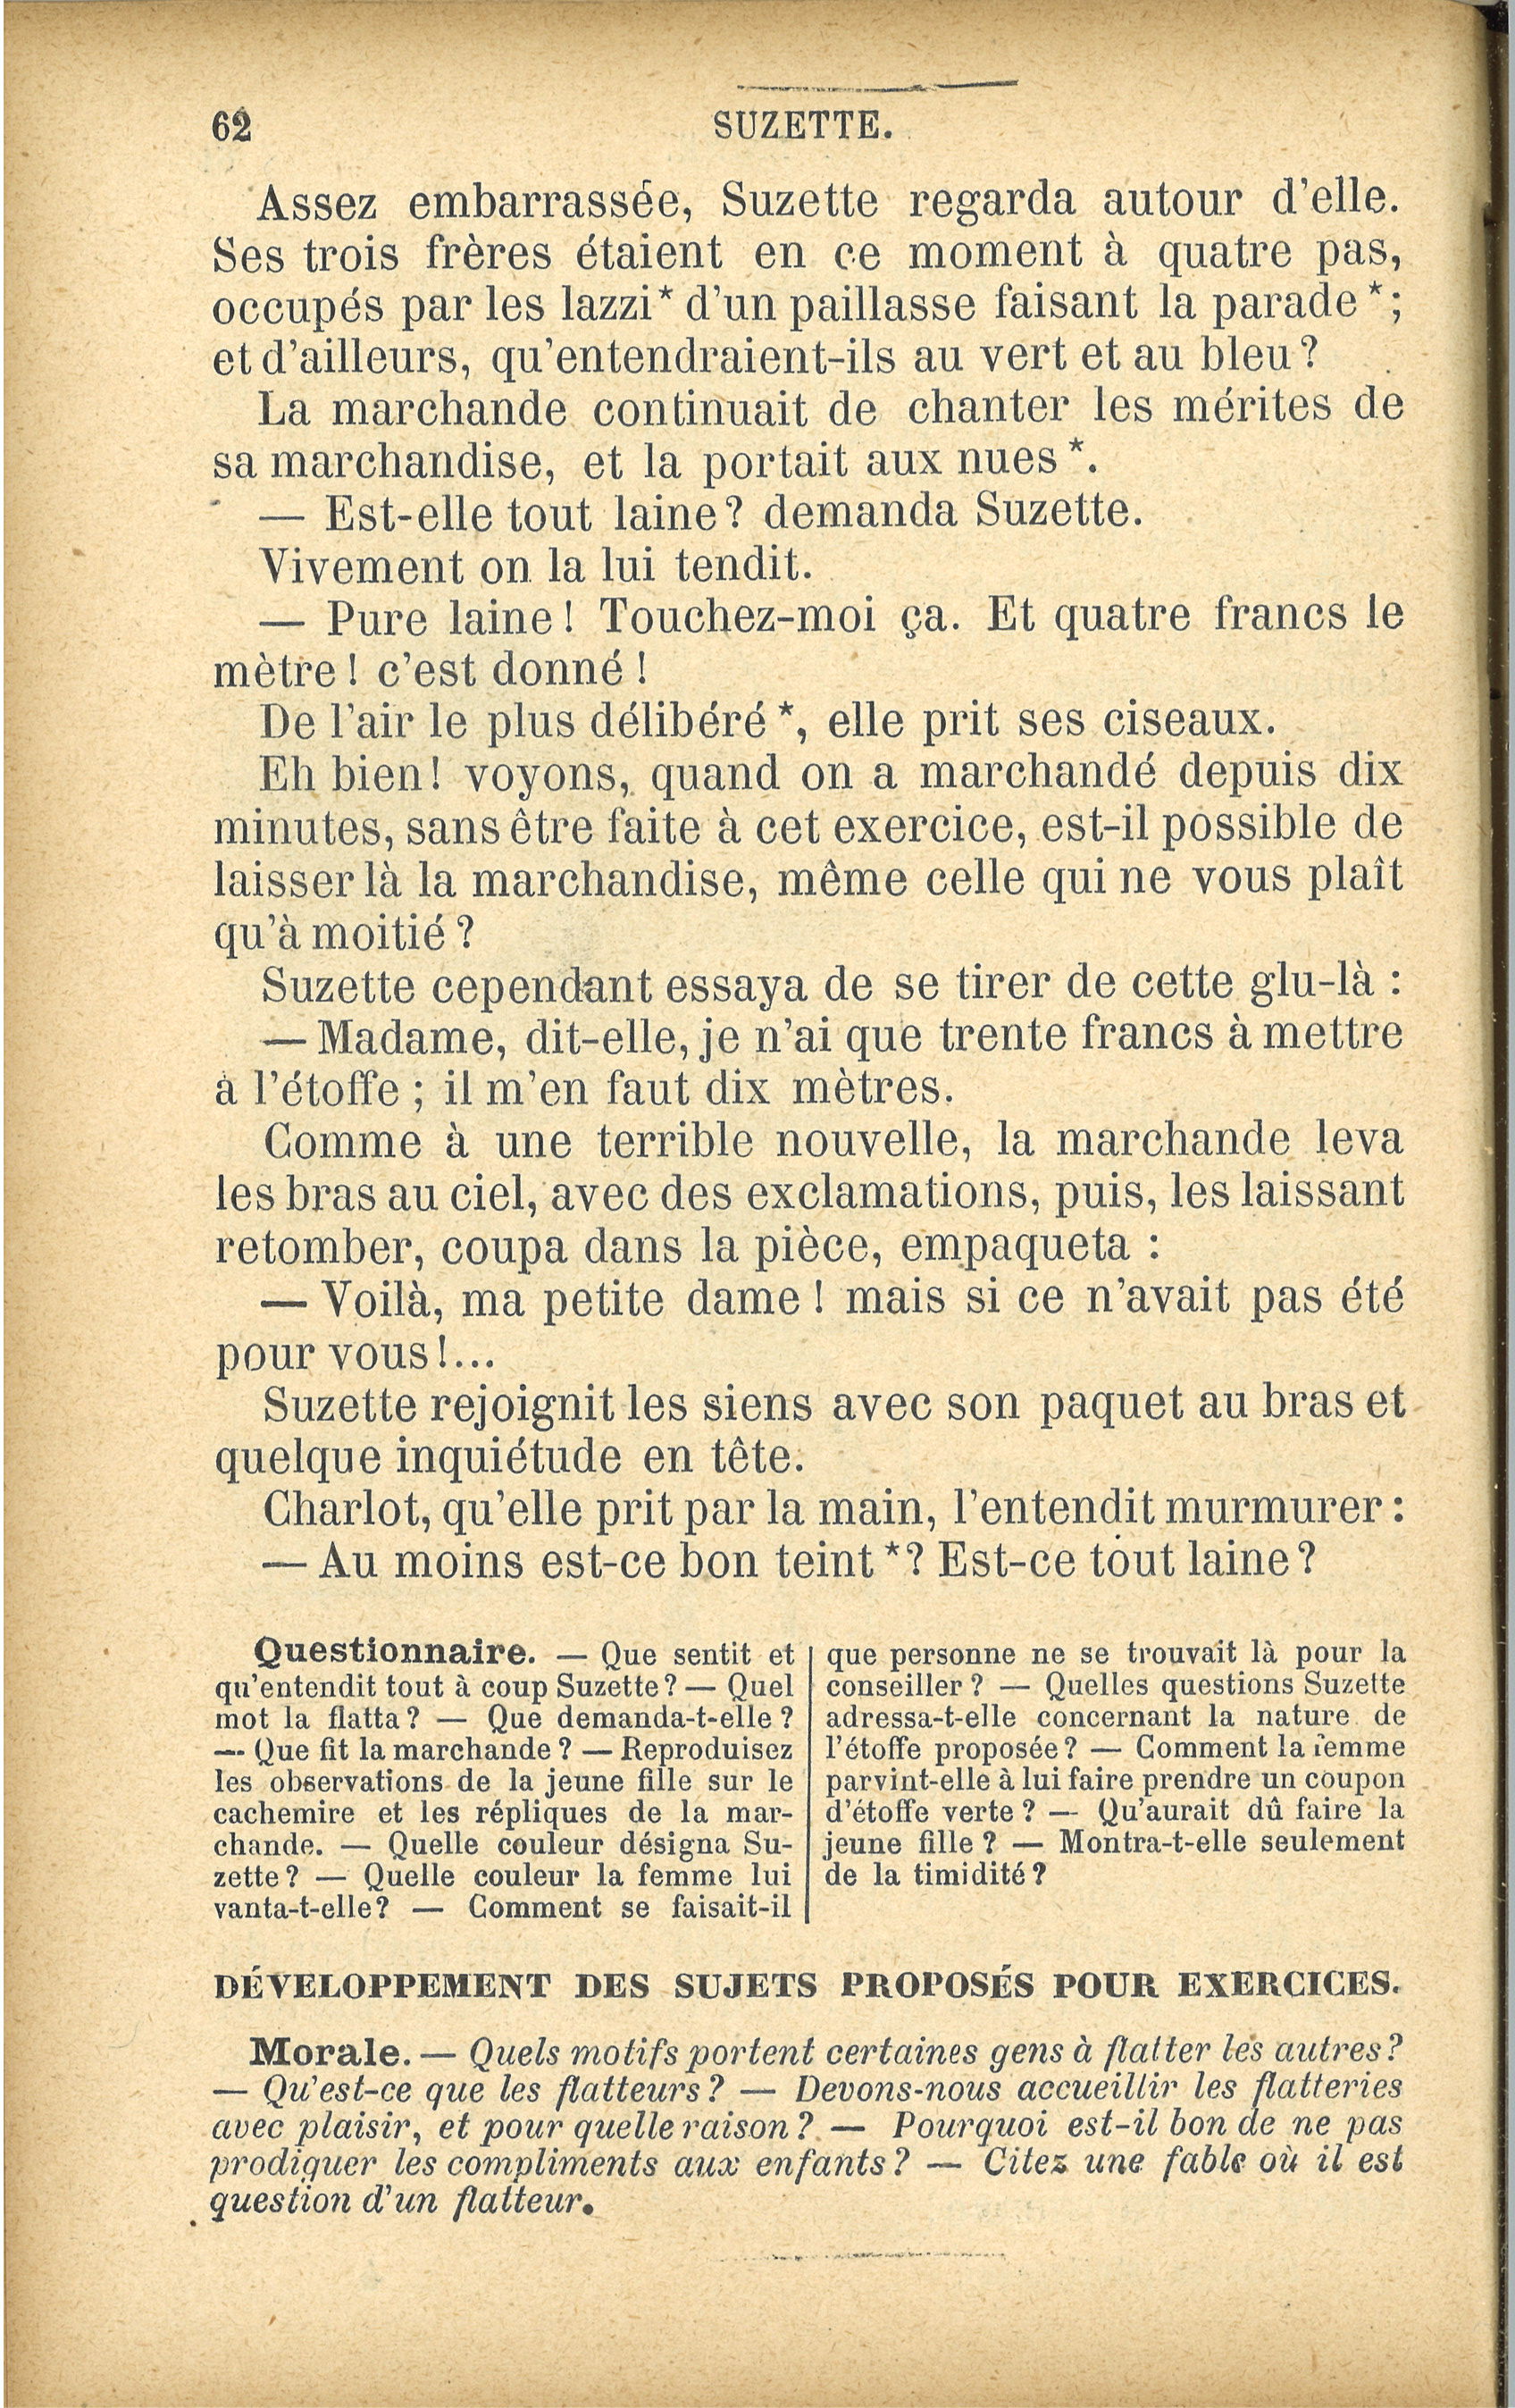 62
SUZETTE.
Assez embarrassée, Suzette regarda autour d'elle.
Ses trois frères étaient en ce moment à quatre pas,
occupés par les lazzi* d'un paillasse faisant la parade*;
et d'ailleurs, qu'entendraient-ils au vert et au bleu?
La marchande continuait de chanter les mérites de
sa marchandise, et la portait aux nues*.
— Est-elle tout laine? demanda Suzette.
Vivement on la lui tendit.
— Pure laine! Touchez-moi ça. Et quatre francs le
mètre! c'est donné!
De l'air le plus délibéré*, elle prit ses ciseaux.
Eh bien! voyons, quand on a marchandé depuis dix
minutes, sans être faite à cet exercice, est-il possible de
laisser là la marchandise, même celle qui ne vous plaît
qu'à moitié?
Suzette cependant essaya de se tirer de cette glu-là :
— Madame, dit-elle, je n'ai que trente francs à mettre
à l'étoffe; il m'en faut dix mètres.
Comme à une terrible nouvelle, la marchande leva
les bras au ciel, avec des exclamations, puis, les laissant
retomber, coupa dans la pièce, empaqueta :
— Voilà, ma petite dame! mais si ce n'avait pas été
pour vous!...
Suzette rejoignit les siens avec son paquet au bras et
quelque inquiétude en tête.
Charlot, qu'elle prit par la main, l'entendit murmurer :
— Au moins est-ce bon teint*? Est-ce tout laine?
Questionnaire. — Que sentit et
qu'entendit tout à coup Suzette? — Quel
mot la flatta? — Que demanda-t-elle?
— Que fit la marchande? — Reproduisez
les observations de la jeune fille sur le
cachemire et les répliques de la mar-
chande. — Quelle couleur désigna Su-
zette? — Quelle couleur la femme lui
vanta-t-elle? — Comment se faisait-il
que personne ne se trouvait là pour la
conseiller? — Quelles questions Suzette
adressa-t-elle concernant la nature de
l'étoffe proposée? — Comment la femme
parvint-elle à lui faire prendre un coupon
d'étoffe verte? — Qu'aurait dû faire la
jeune fille? — Montra-t-elle seulement
de la timidité?
DÉVELOPPEMENT DES SUJETS PROPOSÉS POUR EXERCICES.
Morale. — Quels motifs portent certaines gens à flatter les autres?
— Qu'est-ce que les flatteurs? — Devons-nous accueillir les flatteries
avec plaisir, et pour quelle raison? — Pourquoi est-il bon de ne pas
prodiguer les compliments aux enfants? — Citez une fable où il est
question d'un flatteur.